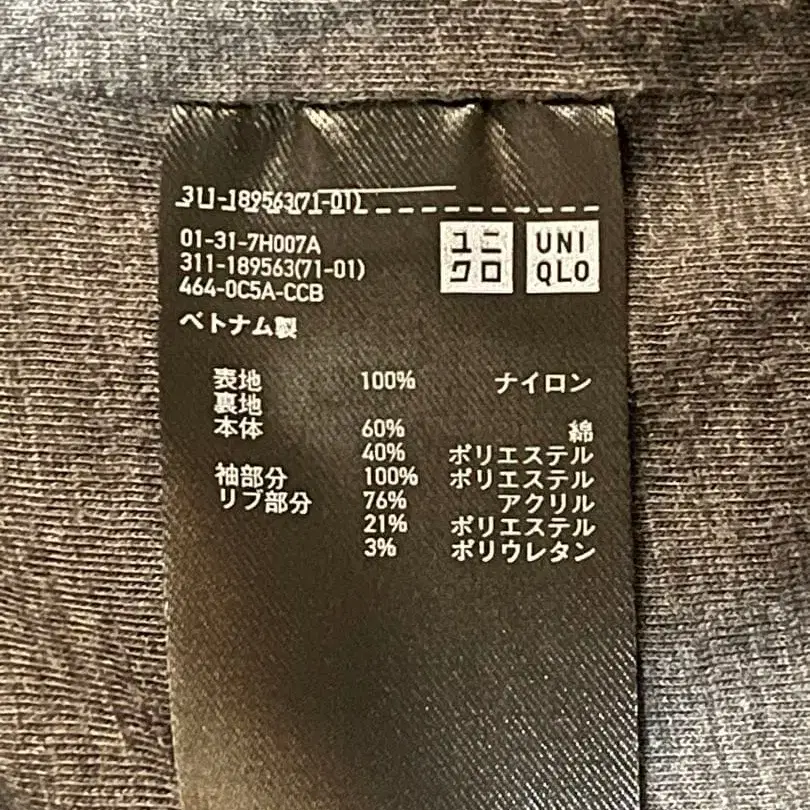 311-189563(71-01)
01-31-7H007A
311-189563(71-01)
464-0C5A-CCB
ユニクロ
UNIQLO
ベトナム製
表地 100% ナイロン
裏地
本体 60% 綿
40% ポリエステル
袖部分 100% ポリエステル
リブ部分 76% アクリル
21% ポリエステル
3% ポリウレタン